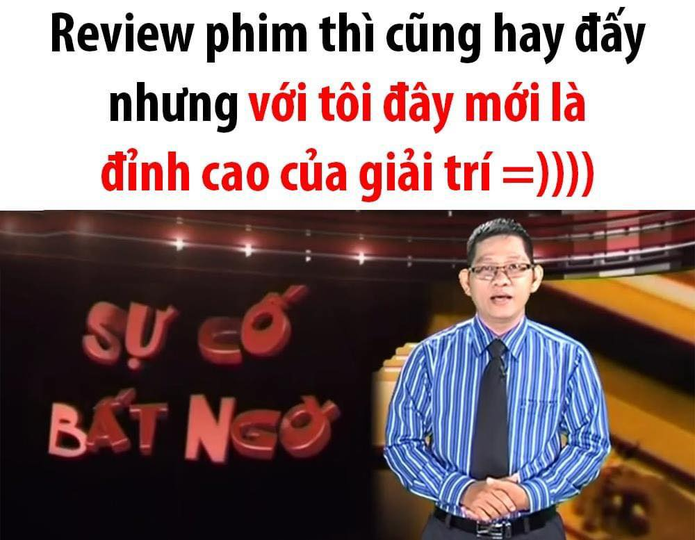 Review phim thì cũng hay đấy
nhưng với tôi đây mới là
đỉnh cao của giải trí =))))
SỰ CỐ
BẤT NGỜ